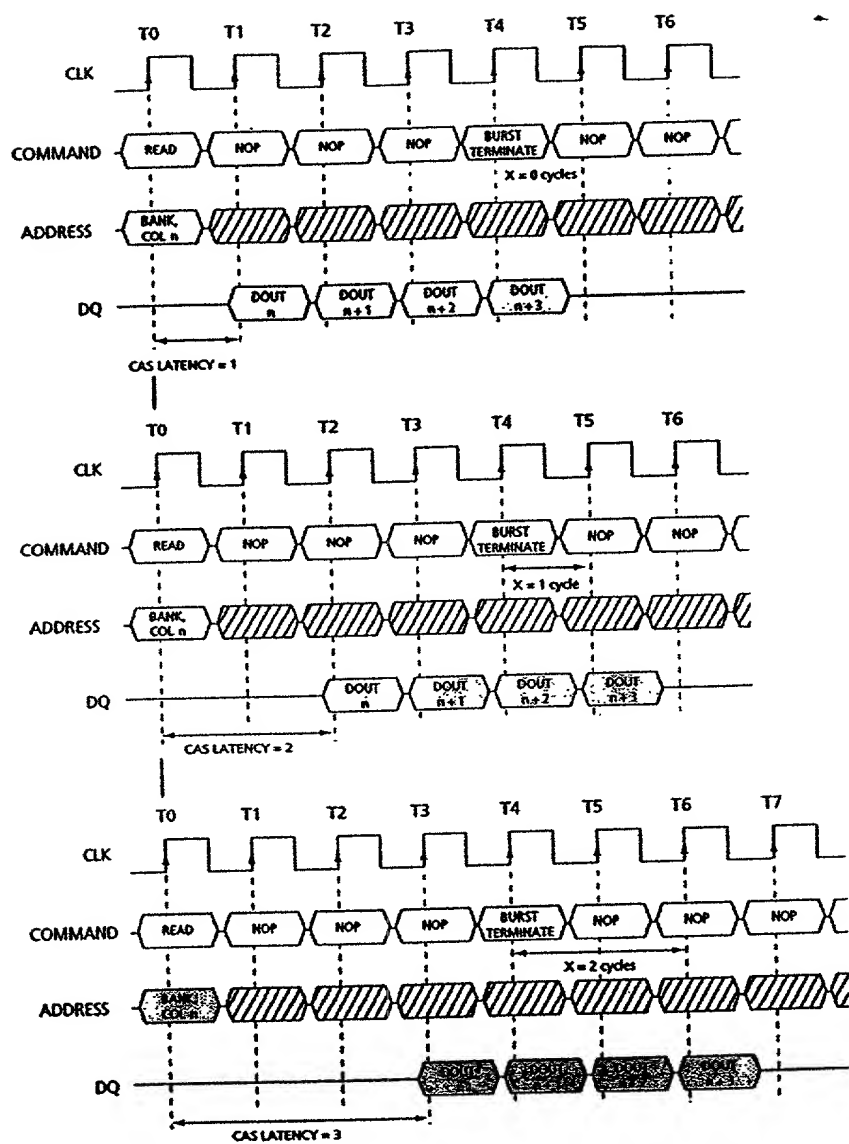 T0 T1 T2 T3 T4 T5 T6
CLK
COMMAND READ NOP NOP NOP BURST TERMINATE NOP NOP
X = 0 cycles
ADDRESS BANK, COL n
DQ DOUT n DOUT n+1 DOUT n+2 DOUT n+3
CAS LATENCY = 1
T0 T1 T2 T3 T4 T5 T6
CLK
COMMAND READ NOP NOP NOP BURST TERMINATE NOP NOP
X = 1 cycle
ADDRESS BANK, COL n
DQ DOUT n DOUT n+1 DOUT n+2 DOUT n+3
CAS LATENCY = 2
T0 T1 T2 T3 T4 T5 T6 T7
CLK
COMMAND READ NOP NOP NOP BURST TERMINATE NOP NOP NOP
X = 2 cycles
ADDRESS BANK, COL n
DQ DOUT DOUT
CAS LATENCY = 3